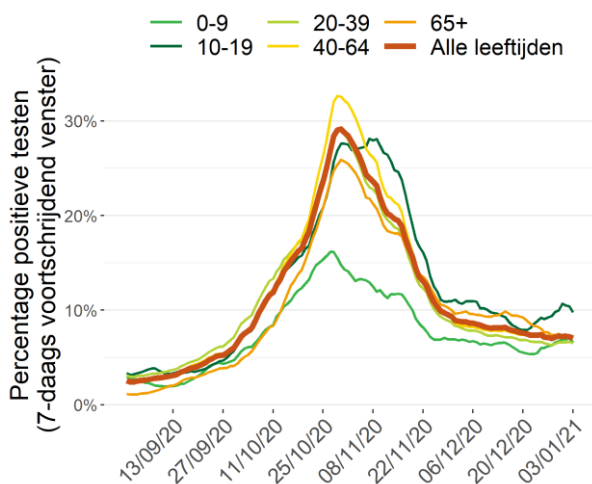 0-9 20-39 65+
10-19 40-64 Alle leeftijden
Percentage positieve testen
(7-daags voortschrijdend venster)
30%
20%
10%
0%
13/09/20 27/09/20 11/10/20 25/10/20 08/11/20 22/11/20 06/12/20 20/12/20 03/01/21